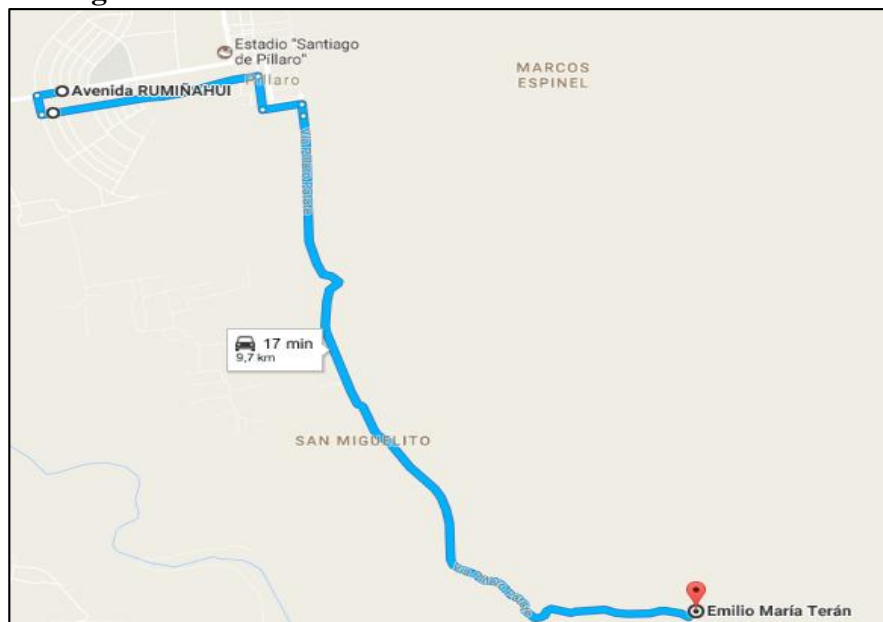 Estadio "Santiago
de Píllaro"
Píllaro
MARCOS
ESPINEL
Avenida RUMIÑAHUI
17 min
9,7 km
SAN MIGUELITO
Emilio María Terán